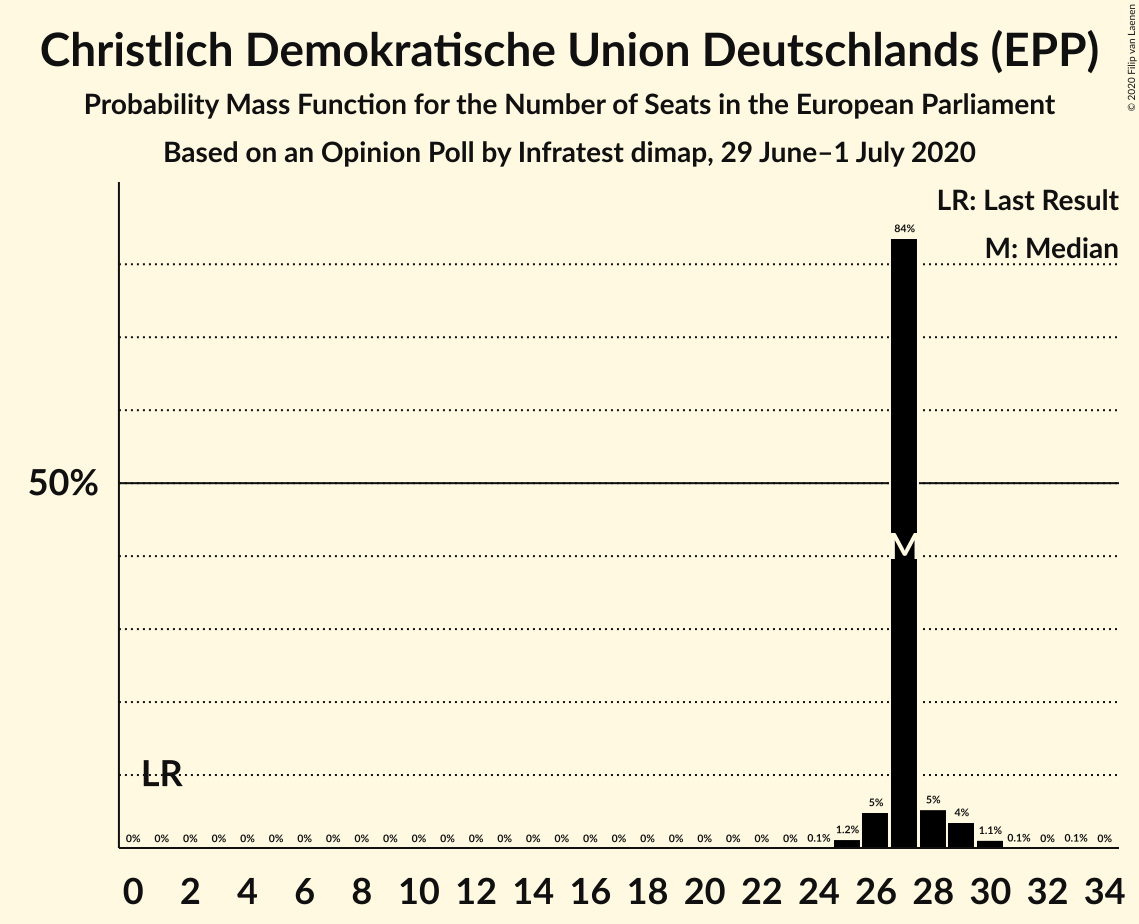 Christlich Demokratische Union Deutschlands (EPP)
Probability Mass Function for the Number of Seats in the European Parliament
Based on an Opinion Poll by Infratest dimap, 29 June–1 July 2020
© 2020 Filip van Laenen
LR: Last Result
M: Median
84%
50%
M
LR
0% 0% 0% 0% 0% 0% 0% 0% 0% 0% 0% 0% 0% 0% 0% 0% 0% 0% 0% 0% 0% 0% 0% 0% 0.1% 1.2% 5% 5% 4% 1.1% 0.1% 0% 0.1% 0%
0 2 4 6 8 10 12 14 16 18 20 22 24 26 28 30 32 34